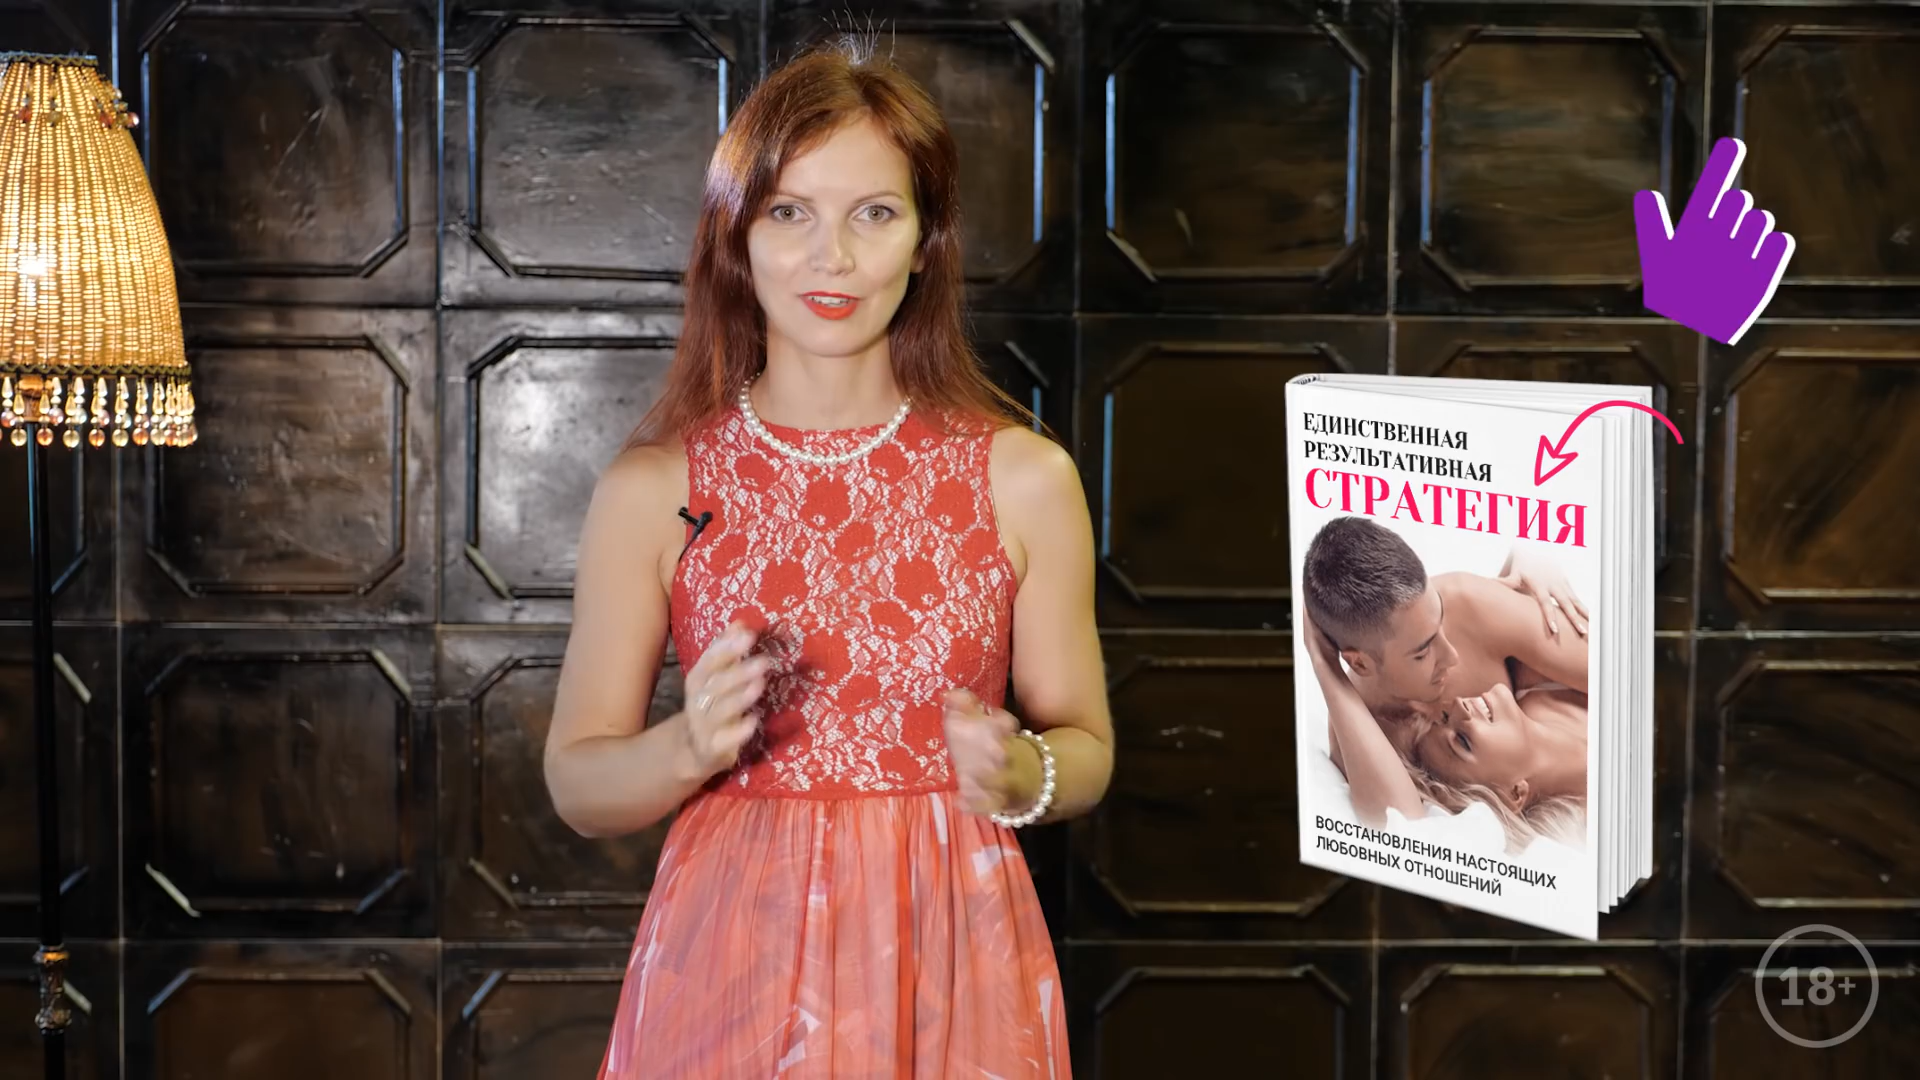 ЕДИНСТВЕННАЯ
РЕЗУЛЬТАТИВНАЯ
СТРАТЕГИЯ
ВОССТАНОВЛЕНИЯ НАСТОЯЩИХ
ЛЮБОВНЫХ ОТНОШЕНИЙ
18+